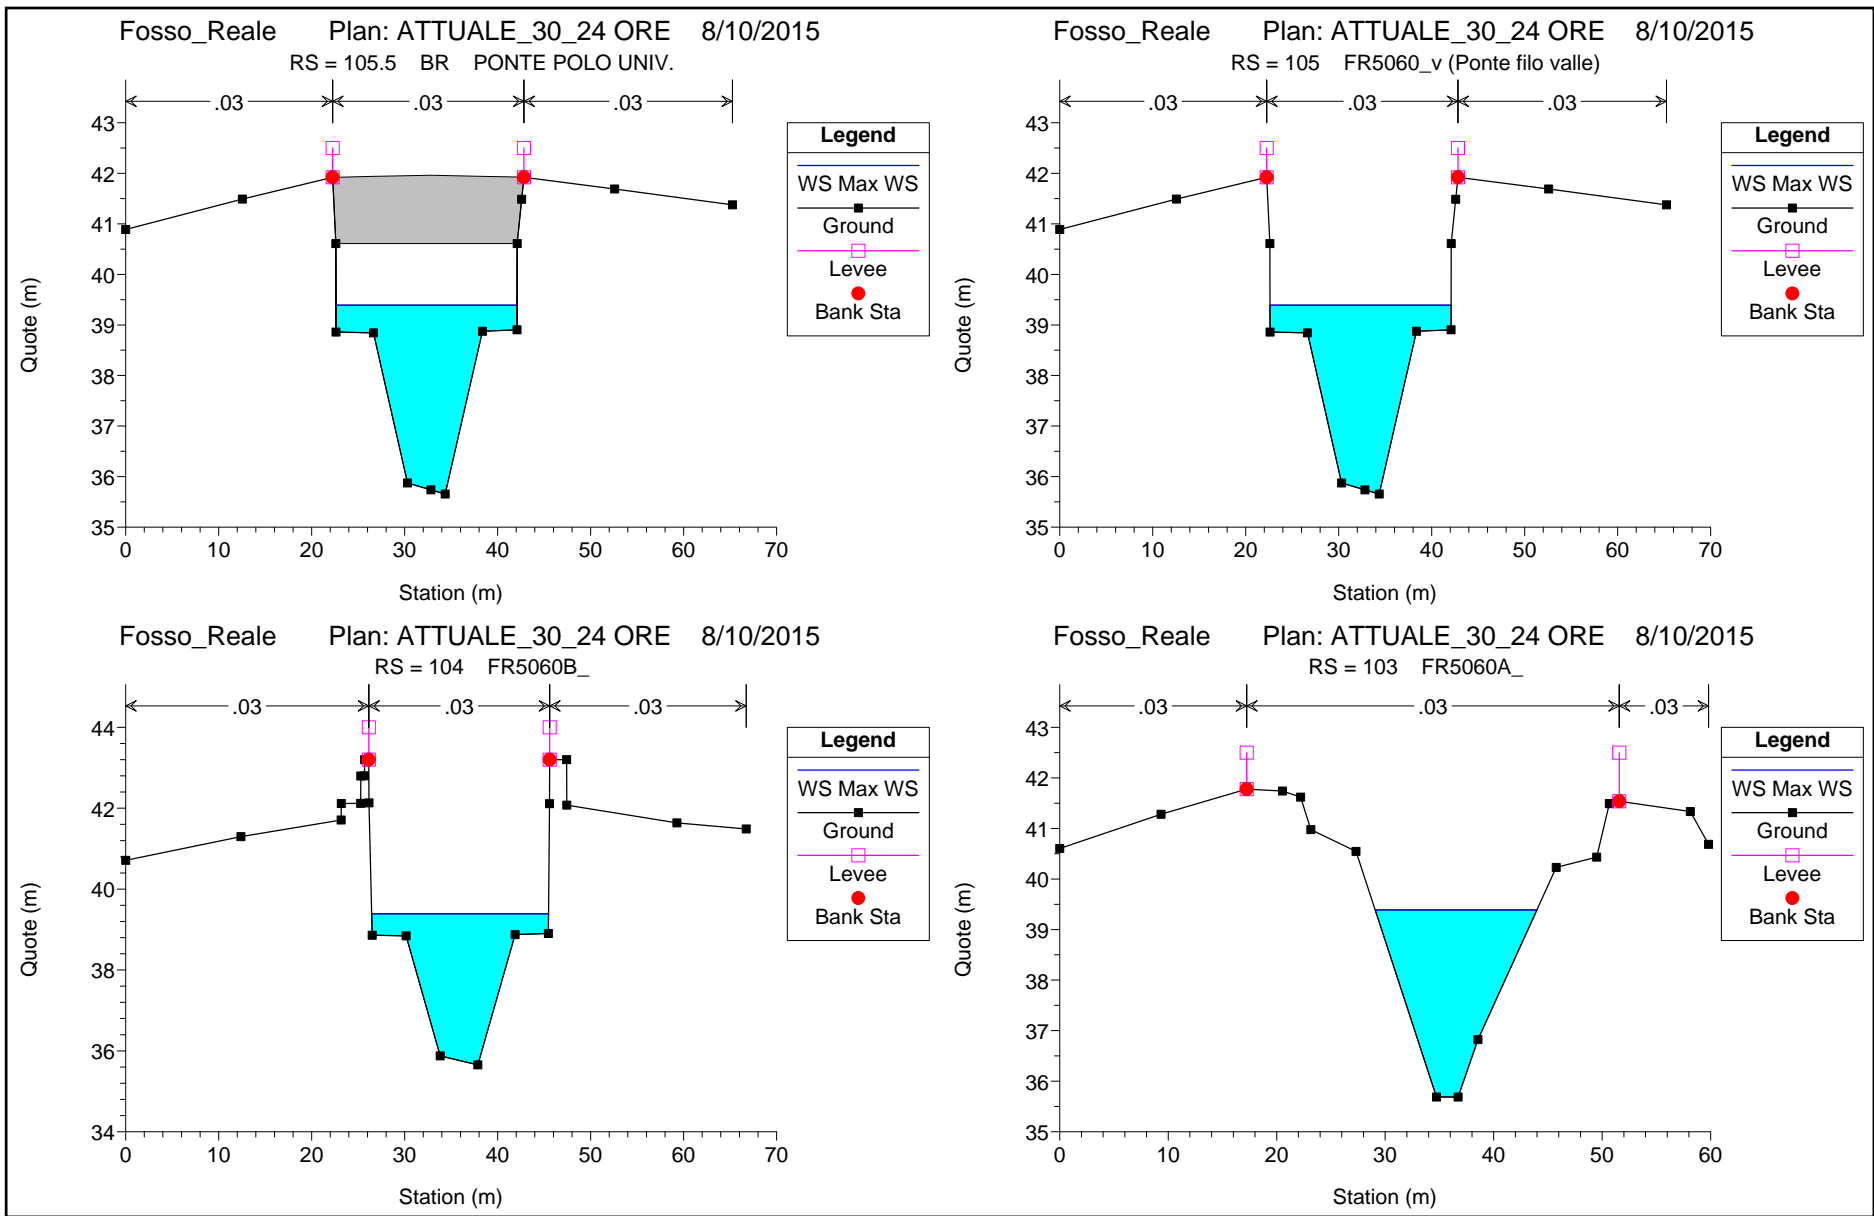 Fosso_Reale Plan: ATTUALE_30_24 ORE 8/10/2015
RS = 105.5 BR PONTE POLO UNIV.
.03 .03 .03
43
42
41
40
39
38
37
36
35
Quote (m)
0 10 20 30 40 50 60 70
Station (m)
Legend
WS Max WS
Ground
Levee
Bank Sta
Fosso_Reale Plan: ATTUALE_30_24 ORE 8/10/2015
RS = 105 FR5060_v (Ponte filo valle)
.03 .03 .03
43
42
41
40
39
38
37
36
35
Quote (m)
0 10 20 30 40 50 60 70
Station (m)
Legend
WS Max WS
Ground
Levee
Bank Sta
Fosso_Reale Plan: ATTUALE_30_24 ORE 8/10/2015
RS = 104 FR5060B_
.03 .03 .03
44
42
40
38
36
34
Quote (m)
0 10 20 30 40 50 60 70
Station (m)
Legend
WS Max WS
Ground
Levee
Bank Sta
Fosso_Reale Plan: ATTUALE_30_24 ORE 8/10/2015
RS = 103 FR5060A_
.03 .03 .03
43
42
41
40
39
38
37
36
35
Quote (m)
0 10 20 30 40 50 60
Station (m)
Legend
WS Max WS
Ground
Levee
Bank Sta